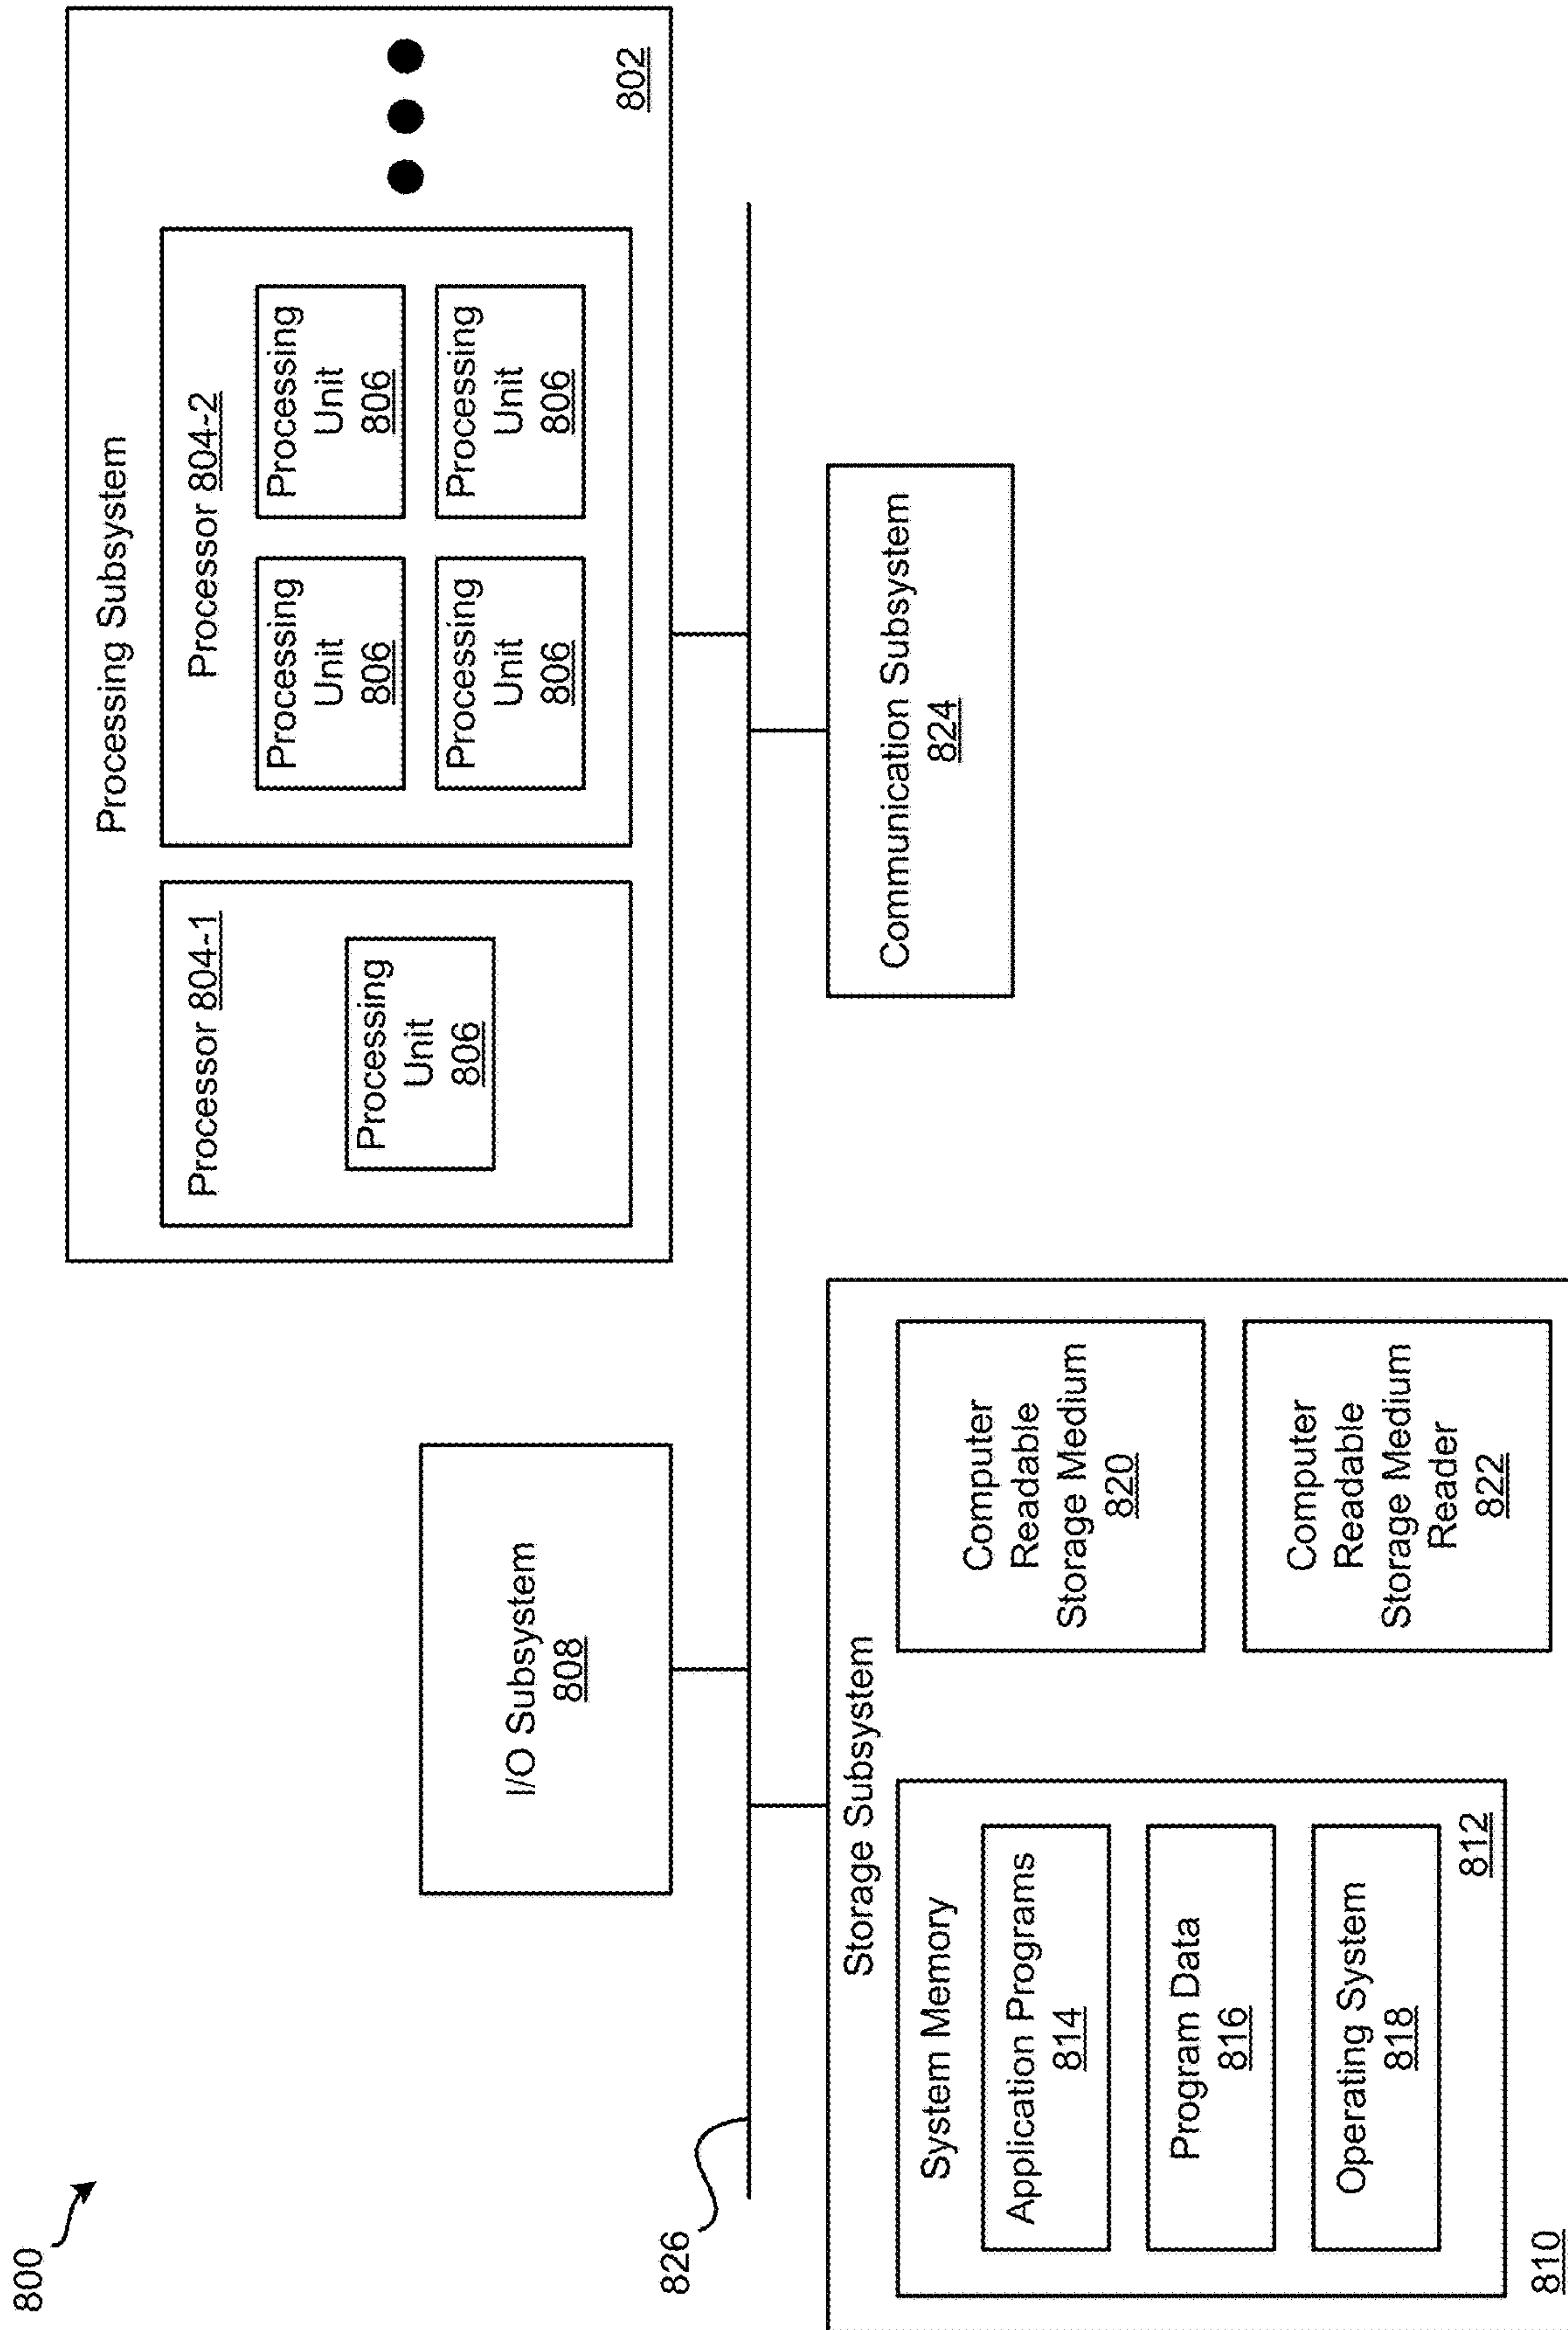 800
Processing Subsystem
Processor 804-1
Processing
Unit
806
Processor 804-2
Processing
Unit
806
Processing
Unit
806
Processing
Unit
806
Processing
Unit
806
802
I/O Subsystem
808
826
Storage Subsystem
System Memory
Application Programs
814
Program Data
816
Operating System
818
812
Computer
Readable
Storage Medium
820
Computer
Readable
Storage Medium
Reader
822
810
Communication Subsystem
824